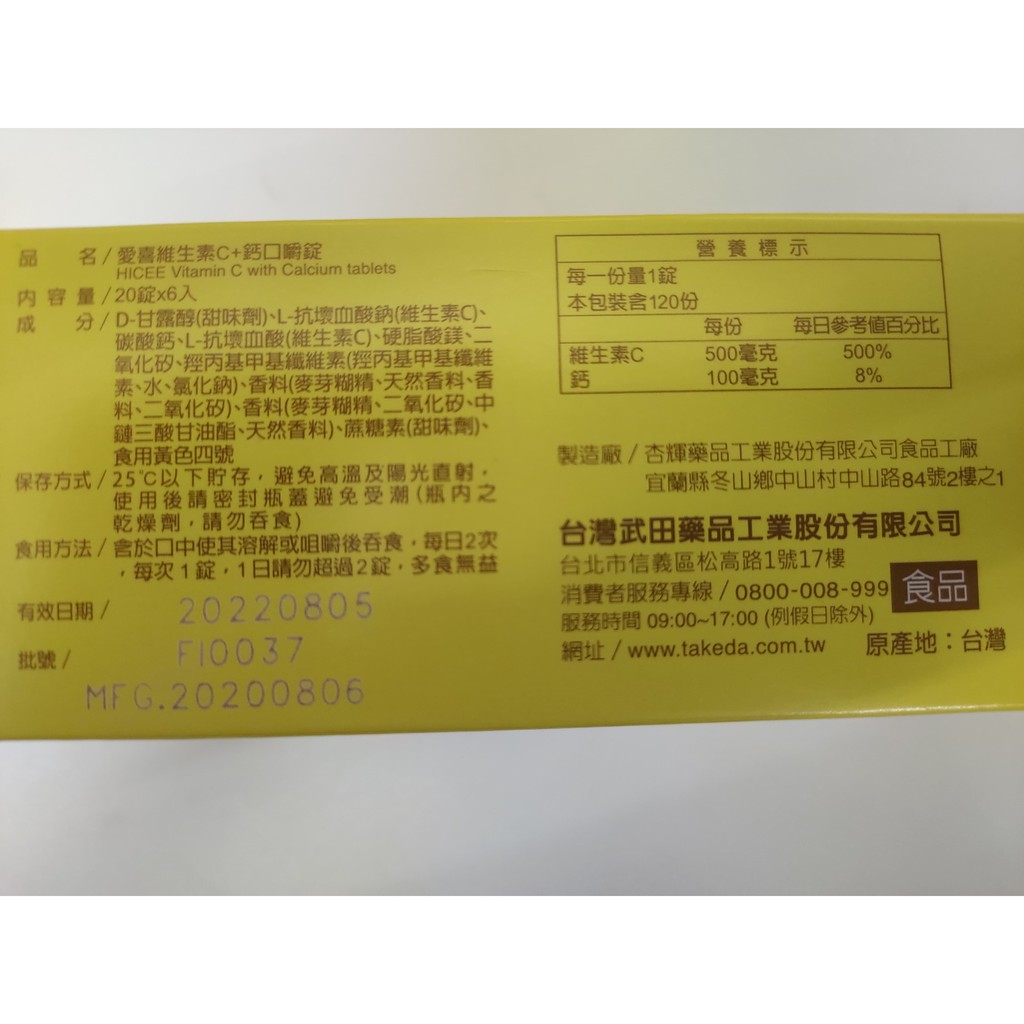 品 名/愛喜維生素C+鈣口嚼錠
HICEE Vitamin C with Calcium tablets
內容量/20錠x6入
成 分/D-甘露醇(甜味劑)、L-抗壞血酸鈉(維生素C)、
碳酸鈣、L-抗壞血酸(維生素C)、硬脂酸鎂、二
氧化矽、羥丙基甲基纖維素(羥丙基甲基纖維
素、水、氯化鈉)、香料(麥芽糊精、天然香料、香
料、二氧化矽)、香料(麥芽糊精、二氧化矽、中
鏈三酸甘油酯、天然香料)、蔗糖素(甜味劑)、
食用黃色四號
保存方式/25°C以下貯存，避免高溫及陽光直射，
使用後請密封瓶蓋避免受潮(瓶內之
乾燥劑，請勿吞食)
食用方法/含於口中使其溶解或咀嚼後吞食，每日2次
，每次1錠，1日請勿超過2錠，多食無益
有效日期/ 20220805
批號/ FI0037
MFG.20200806
營養標示
每一份量1錠
本包裝含120份
每份 每日參考值百分比
維生素C 500毫克 500%
鈣 100毫克 8%
製造廠/杏輝藥品工業股份有限公司食品工廠
宜蘭縣冬山鄉中山村中山路84號2樓之1
台灣武田藥品工業股份有限公司
台北市信義區松高路1號17樓
消費者服務專線/0800-008-999 食品
服務時間 09:00~17:00 (例假日除外)
網址/www.takeda.com.tw 原產地：台灣